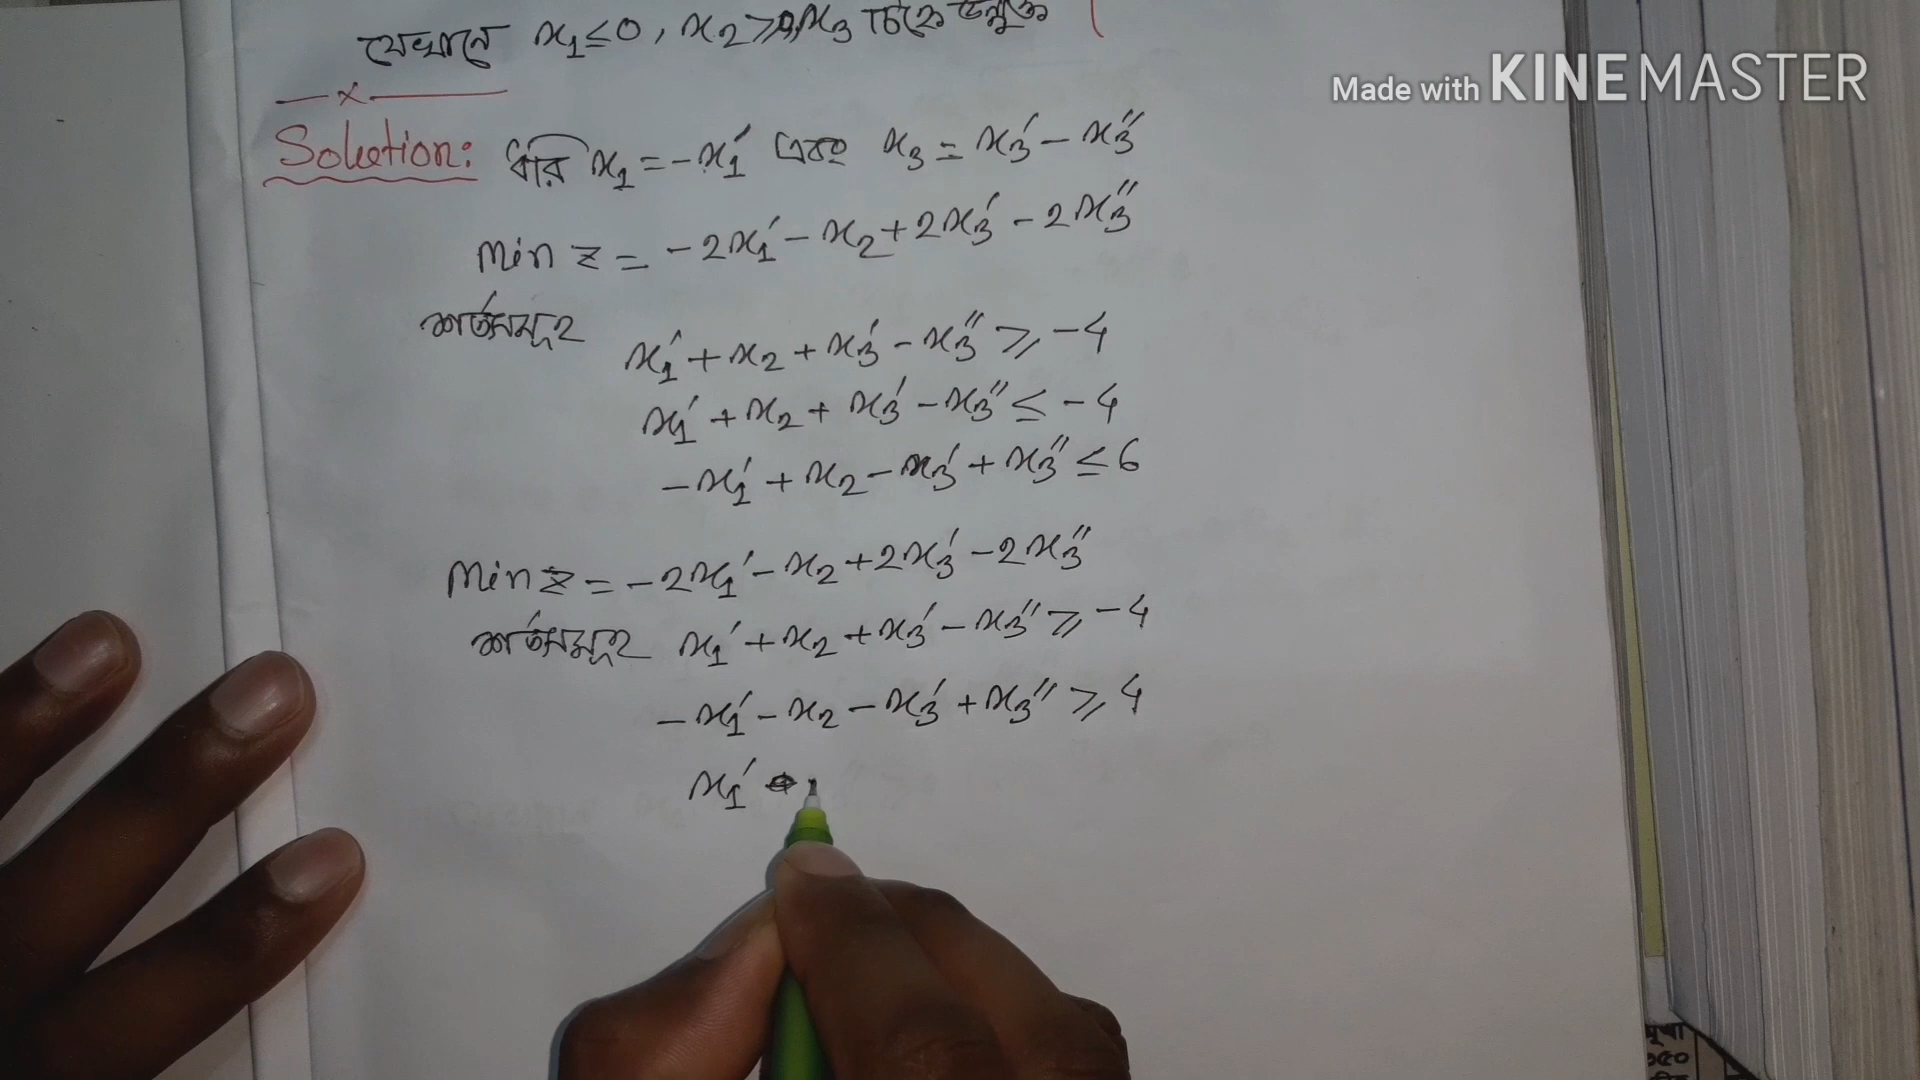 যেখানে x₁ ≤ 0, x₂ ≥ 0, x₃ চিহ্নে উন্মুক্ত ।
Made with KINEMASTER
Solution: ধরি x₁ = -x₁′ এবং x₃ = x₃′ - x₃″
Min z = -2x₁′ - x₂ + 2x₃′ - 2x₃″
শর্তসমূহ
x₁′ + x₂ + x₃′ - x₃″ ≥ -4
x₁′ + x₂ + x₃′ - x₃″ ≤ -4
-x₁′ + x₂ - x₃′ + x₃″ ≤ 6
Min z = -2x₁′ - x₂ + 2x₃′ - 2x₃″
শর্তসমূহ x₁′ + x₂ + x₃′ - x₃″ ≥ -4
-x₁′ - x₂ - x₃′ + x₃″ ≥ 4
x₁′ -